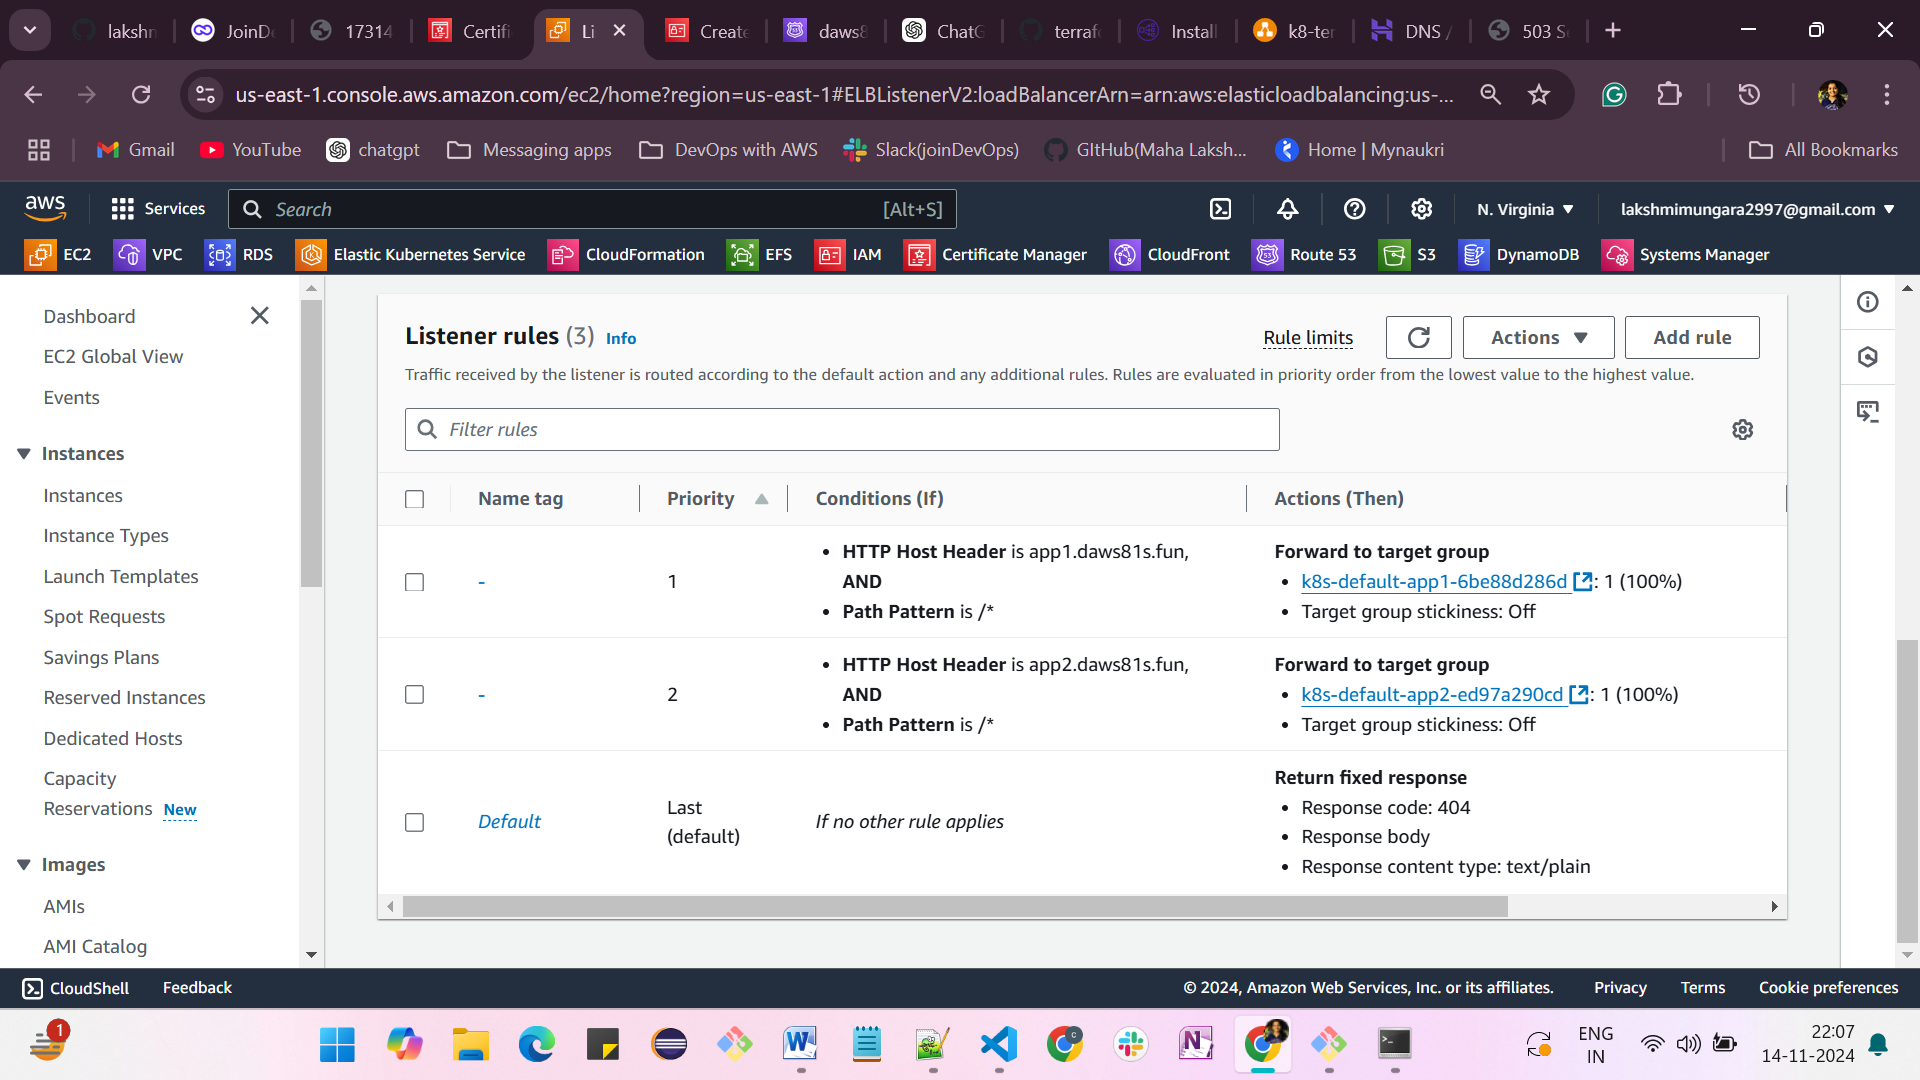 lakshn
JoinDe
17314
Certifi
Li
Create
daws8
ChatG
terrafo
Install
k8-ter
DNS /
503 Se
us-east-1.console.aws.amazon.com/ec2/home?region=us-east-1#ELBListenerV2:loadBalancerArn=arn:aws:elasticloadbalancing:us-...
Gmail
YouTube
chatgpt
Messaging apps
DevOps with AWS
Slack(joinDevOps)
GItHub(Maha Laksh...
Home | Mynaukri
All Bookmarks
aws
Services
Search
[Alt+S]
N. Virginia
lakshmimungara2997@gmail.com
EC2
VPC
RDS
Elastic Kubernetes Service
CloudFormation
EFS
IAM
Certificate Manager
CloudFront
Route 53
S3
DynamoDB
Systems Manager
Dashboard
EC2 Global View
Events
Instances
Instances
Instance Types
Launch Templates
Spot Requests
Savings Plans
Reserved Instances
Dedicated Hosts
Capacity
Reservations New
Images
AMIs
AMI Catalog
Listener rules (3) Info
Rule limits
Actions
Add rule
Traffic received by the listener is routed according to the default action and any additional rules. Rules are evaluated in priority order from the lowest value to the highest value.
Filter rules
Name tag
Priority
Conditions (If)
Actions (Then)
-
1
• HTTP Host Header is app1.daws81s.fun,
AND
• Path Pattern is /*
Forward to target group
• k8s-default-app1-6be88d286d : 1 (100%)
• Target group stickiness: Off
-
2
• HTTP Host Header is app2.daws81s.fun,
AND
• Path Pattern is /*
Forward to target group
• k8s-default-app2-ed97a290cd : 1 (100%)
• Target group stickiness: Off
Default
Last
(default)
If no other rule applies
Return fixed response
• Response code: 404
• Response body
• Response content type: text/plain
CloudShell
Feedback
© 2024, Amazon Web Services, Inc. or its affiliates.
Privacy
Terms
Cookie preferences
1
ENG
IN
22:07
14-11-2024